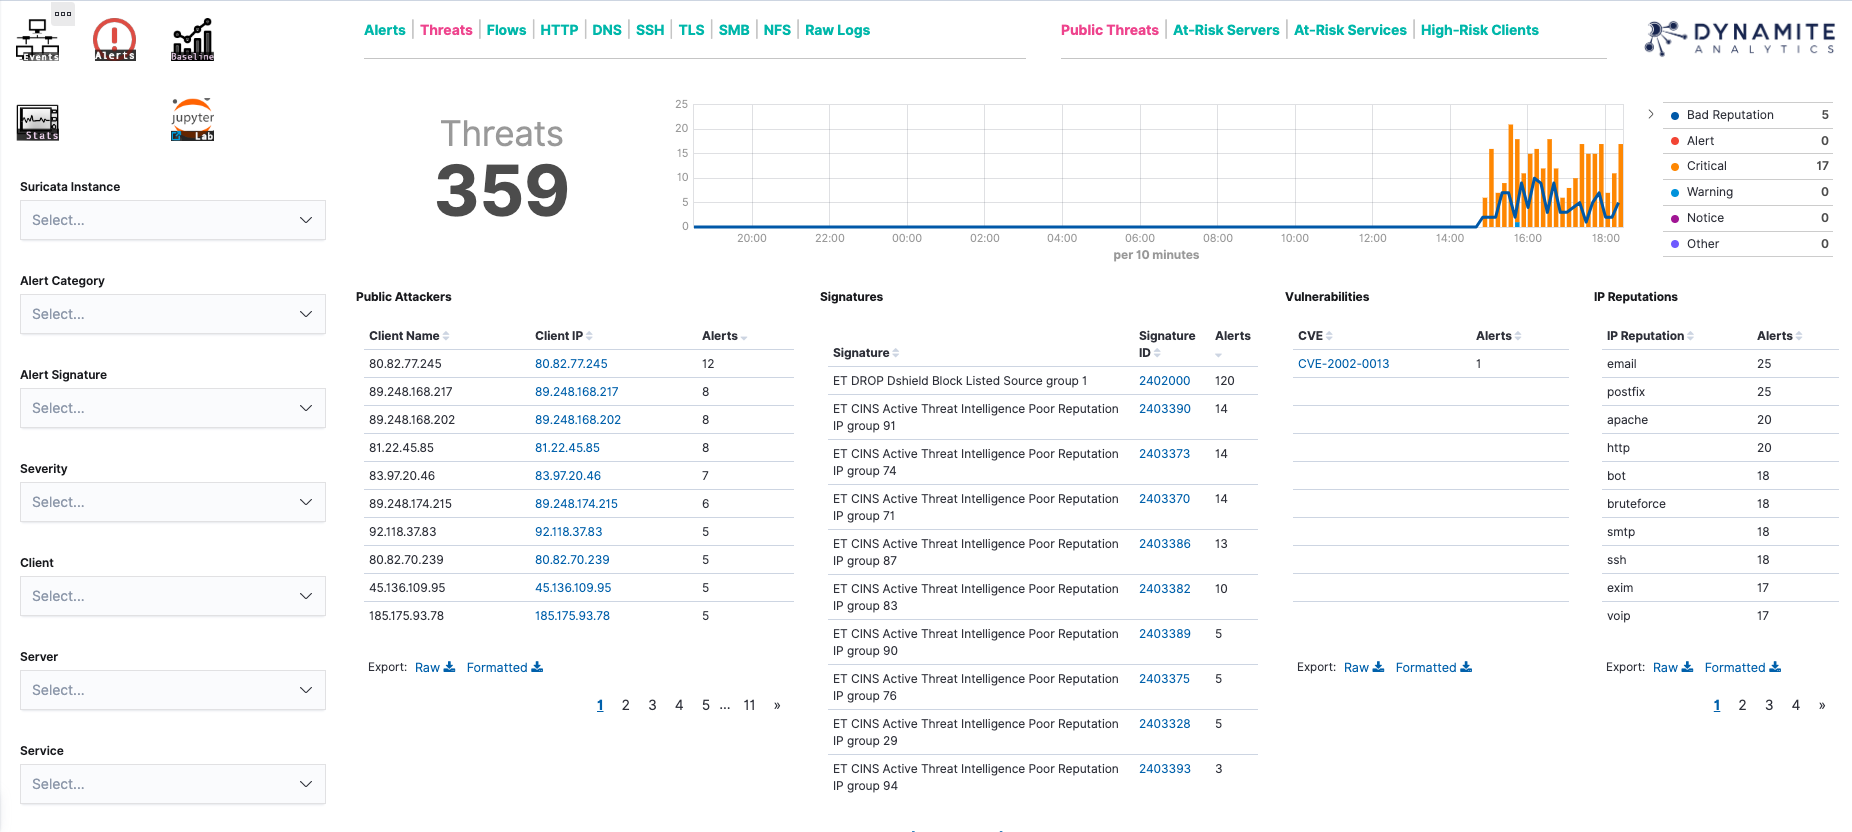 Events
Alerts
Baseline
Stats
jupyter
Lab
Alerts | Threats | Flows | HTTP | DNS | SSH | TLS | SMB | NFS | Raw Logs
Public Threats | At-Risk Servers | At-Risk Services | High-Risk Clients
DYNAMITE
ANALYTICS
Suricata Instance
Select...
Alert Category
Select...
Alert Signature
Select...
Severity
Select...
Client
Select...
Server
Select...
Service
Select...
Threats
359
25
20
15
10
5
0
20:00 22:00 00:00 02:00 04:00 06:00 08:00 10:00 12:00 14:00 16:00 18:00
per 10 minutes
Bad Reputation 5
Alert 0
Critical 17
Warning 0
Notice 0
Other 0
Public Attackers
Client Name Client IP Alerts
80.82.77.245 80.82.77.245 12
89.248.168.217 89.248.168.217 8
89.248.168.202 89.248.168.202 8
81.22.45.85 81.22.45.85 8
83.97.20.46 83.97.20.46 7
89.248.174.215 89.248.174.215 6
92.118.37.83 92.118.37.83 5
80.82.70.239 80.82.70.239 5
45.136.109.95 45.136.109.95 5
185.175.93.78 185.175.93.78 5
Export: Raw Formatted
1 2 3 4 5 ... 11 »
Signatures
Signature Signature ID Alerts
ET DROP Dshield Block Listed Source group 1 2402000 120
ET CINS Active Threat Intelligence Poor Reputation 2403390 14
IP group 91
ET CINS Active Threat Intelligence Poor Reputation 2403373 14
IP group 74
ET CINS Active Threat Intelligence Poor Reputation 2403370 14
IP group 71
ET CINS Active Threat Intelligence Poor Reputation 2403386 13
IP group 87
ET CINS Active Threat Intelligence Poor Reputation 2403382 10
IP group 83
ET CINS Active Threat Intelligence Poor Reputation 2403389 5
IP group 90
ET CINS Active Threat Intelligence Poor Reputation 2403375 5
IP group 76
ET CINS Active Threat Intelligence Poor Reputation 2403328 5
IP group 29
ET CINS Active Threat Intelligence Poor Reputation 2403393 3
IP group 94
Vulnerabilities
CVE Alerts
CVE-2002-0013 1
Export: Raw Formatted
IP Reputations
IP Reputation Alerts
email 25
postfix 25
apache 20
http 20
bot 18
bruteforce 18
smtp 18
ssh 18
exim 17
voip 17
Export: Raw Formatted
1 2 3 4 »